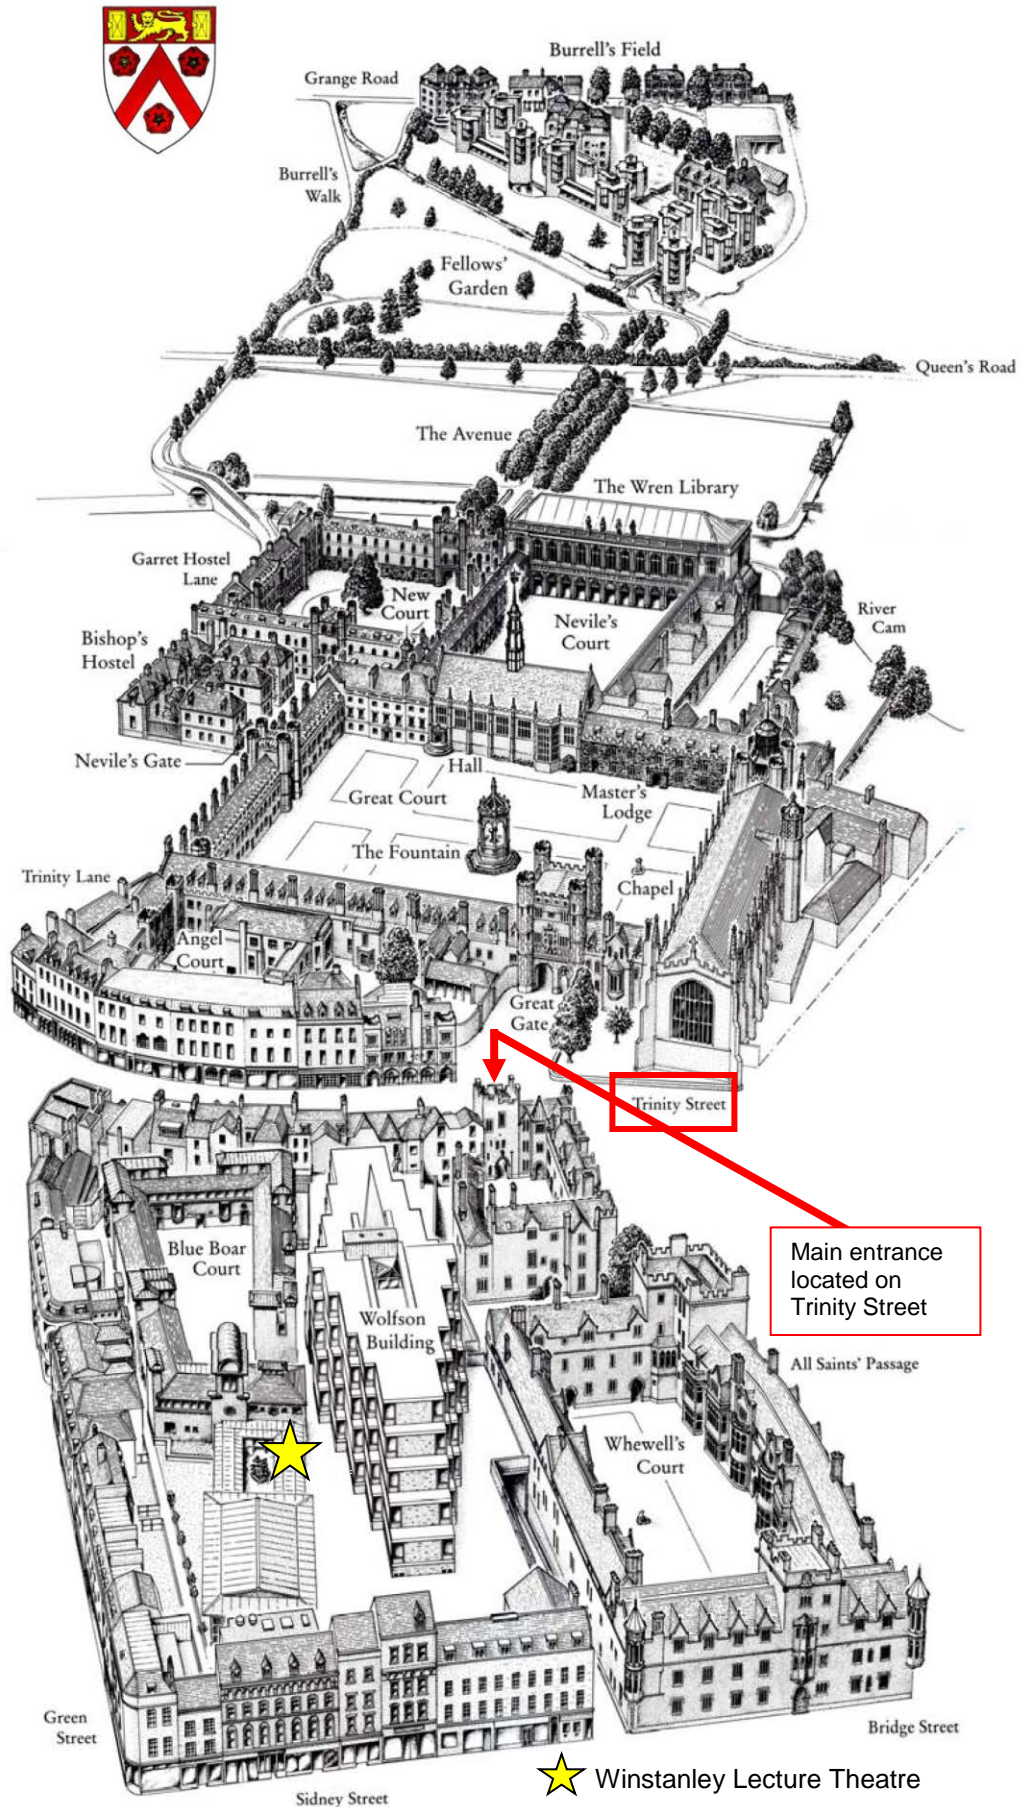 Burrell's Field
Grange Road
Burrell's
Walk
Fellows'
Garden
Queen's Road
The Avenue
The Wren Library
Garret Hostel
Lane
New
Court
Nevile's
Court
River
Cam
Bishop's
Hostel
Nevile's Gate
Hall
Great Court
Master's
Lodge
The Fountain
Trinity Lane
Chapel
Angel
Court
Great
Gate
Trinity Street
Main entrance
located on
Trinity Street
Blue Boar
Court
Wolfson
Building
All Saints' Passage
Whewell's
Court
Green
Street
Bridge Street
Winstanley Lecture Theatre
Sidney Street